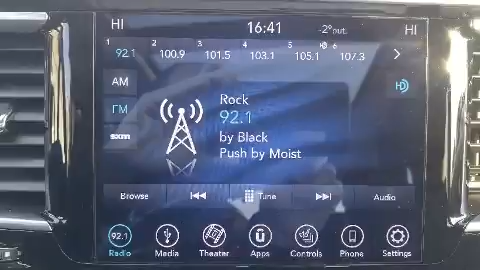 HI 16:41 -2° out. HI
1 92.1 2 100.9 3 101.5 4 103.1 5 105.1 HD 6 107.3
AM
FM
sxm
HD
Rock
92.1
by Black
Push by Moist
Browse Tune Audio
92.1
Radio Media Theater Apps Controls Phone Settings